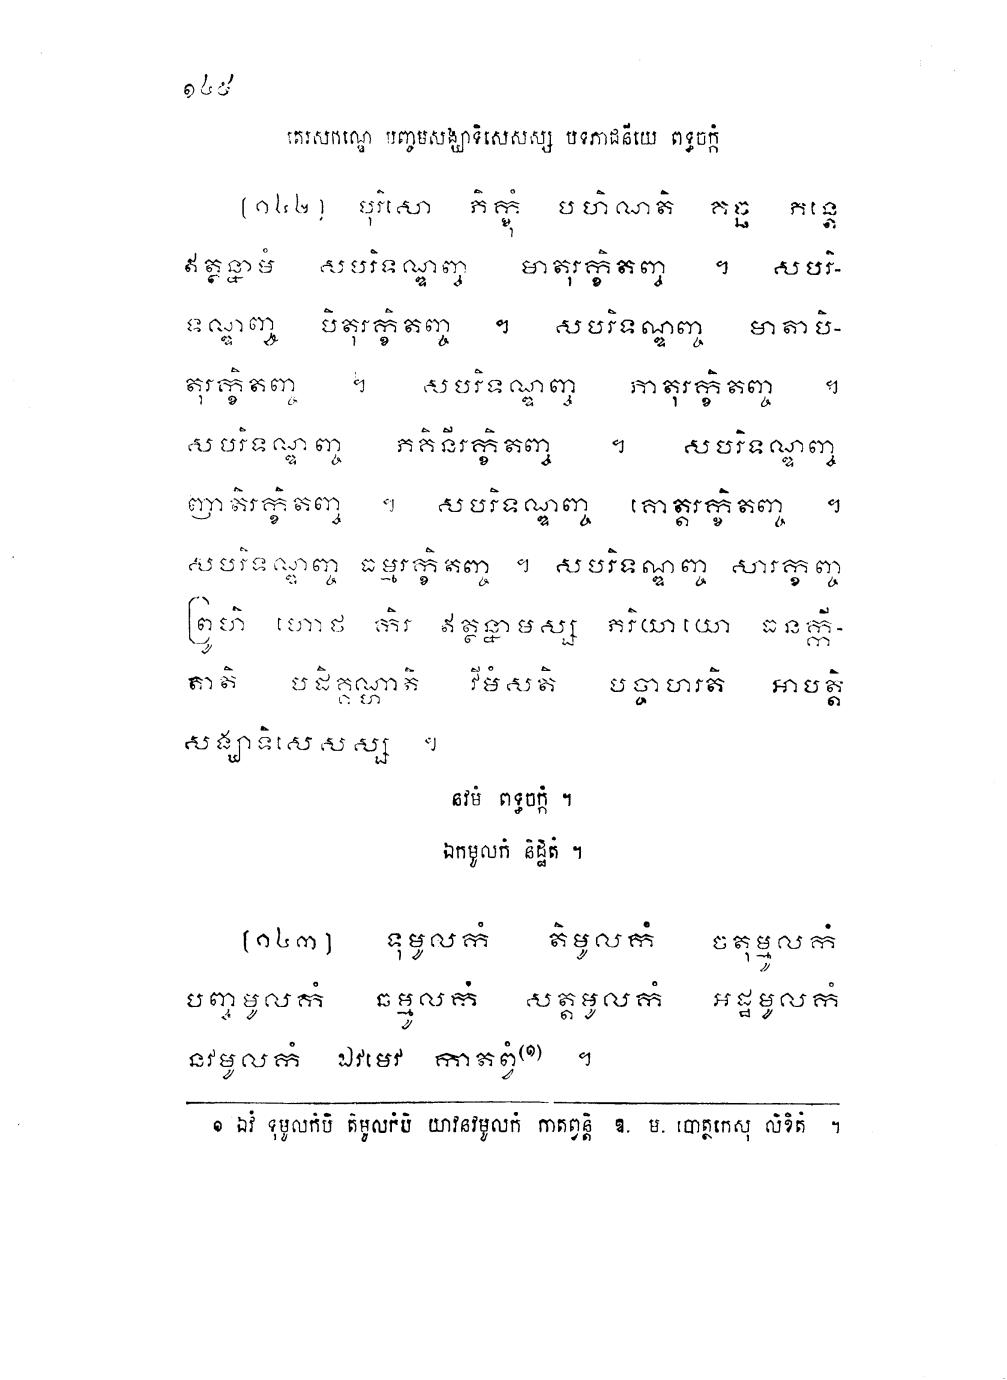 ១៤៩
តេរសកណ្ឌេ បញ្ចមសង្ឃាទិសេសស្ស បទភាជនីយេ ពទ្ធចក្កំ
[១៤២] បុរិសោ ភិក្ខុំ បហិណតិ គច្ឆ ភន្តេ
ឥត្ថន្នាមំ សបរិទណ្ឌញ្ច មាតុរក្ខិតញ្ច ។ សបរិ-
ទណ្ឌញ្ច បិតុរក្ខិតញ្ច ។ សបរិទណ្ឌញ្ច មាតាបិ-
តុរក្ខិតញ្ច ។ សបរិទណ្ឌញ្ច ភាតុរក្ខិតញ្ច ។
សបរិទណ្ឌញ្ច ភគិនីរក្ខិតញ្ច ។ សបរិទណ្ឌញ្ច
ញាតិរក្ខិតញ្ច ។ សបរិទណ្ឌញ្ច គោត្តរក្ខិតញ្ច ។
សបរិទណ្ឌញ្ច ធម្មរក្ខិតញ្ច ។ សបរិទណ្ឌញ្ច សារក្ខញ្ច
ព្រូហិ ហោថ កិរ ឥត្ថន្នាមស្ស ភរិយាយោ ធនក្កី-
តាតិ បដិគ្គណ្ហាតិ វីមំសតិ បច្ចាហរតិ អាបត្តិ
សង្ឃាទិសេសស្ស ។
នវមំ ពទ្ធចក្កំ ។
ឯកមូលកំ និដ្ឋិតំ ។
[១៤៣] ទុមូលកំ តិមូលកំ ចតុម្មូលកំ
បញ្ចមូលកំ ឆម្មូលកំ សត្តមូលកំ អដ្ឋមូលកំ
នវមូលកំ ឯវមេវ កាតព្វំ(១) ។
១ ឯវំ ទុមូលកំបិ តិមូលកំបិ យាវនវមូលកំ កាតព្វន្តិ ឱ. ម. បោត្ថកេសុ លិខិតំ ។